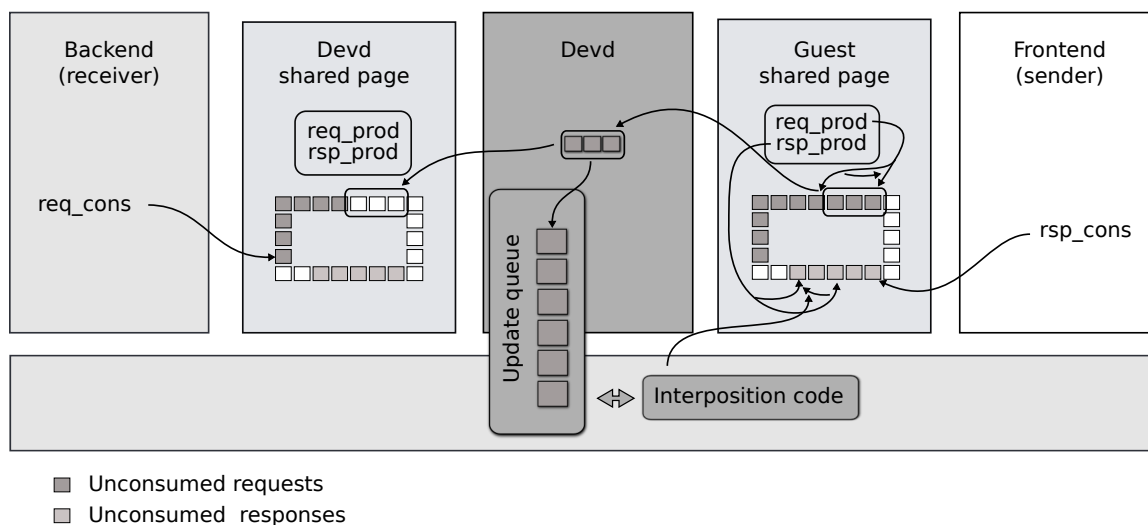 Backend
(receiver)
Devd
shared page
Devd
Guest
shared page
Frontend
(sender)
req_prod
rsp_prod
req_prod
rsp_prod
req_cons
rsp_cons
Update queue
Interposition code
Unconsumed requests
Unconsumed responses